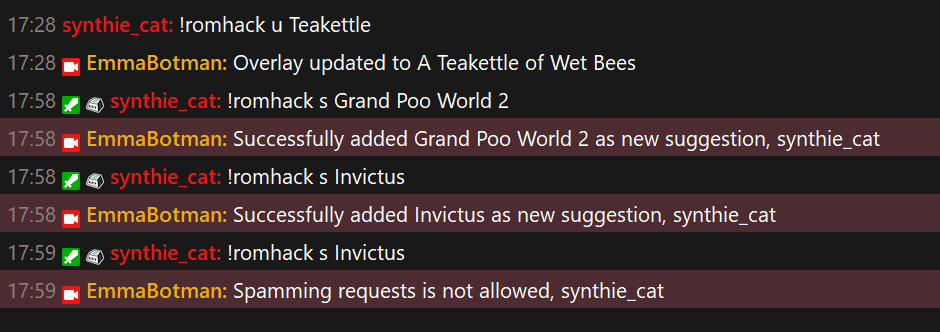 17:28 synthie_cat: !romhack u Teakettle
17:28 EmmaBotman: Overlay updated to A Teakettle of Wet Bees
17:58 synthie_cat: !romhack s Grand Poo World 2
17:58 EmmaBotman: Successfully added Grand Poo World 2 as new suggestion, synthie_cat
17:58 synthie_cat: !romhack s Invictus
17:58 EmmaBotman: Successfully added Invictus as new suggestion, synthie_cat
17:59 synthie_cat: !romhack s Invictus
17:59 EmmaBotman: Spamming requests is not allowed, synthie_cat